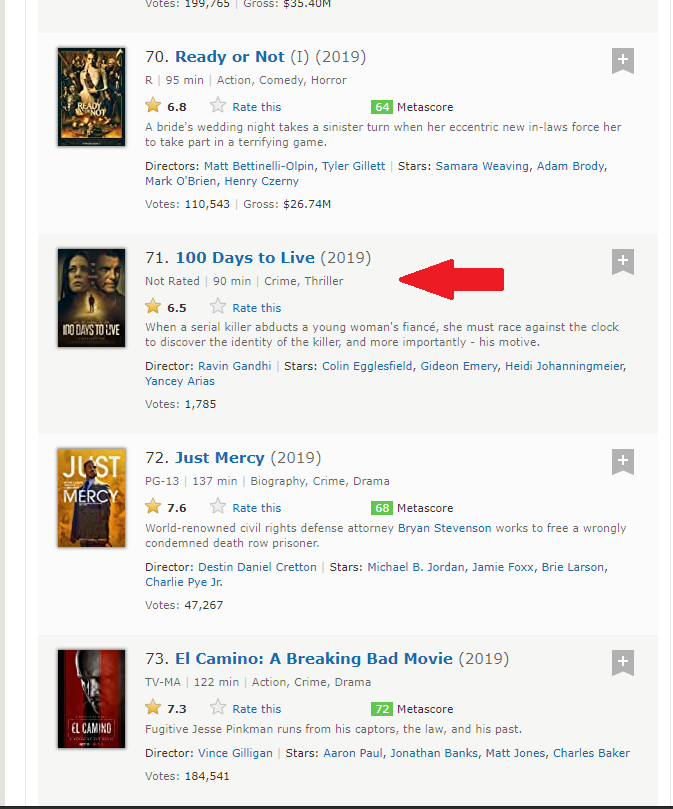 Votes: 199,765 | Gross: $35.40M
70. Ready or Not (I) (2019)
R | 95 min | Action, Comedy, Horror
6.8 Rate this 64 Metascore
A bride's wedding night takes a sinister turn when her eccentric new in-laws force her
to take part in a terrifying game.
Directors: Matt Bettinelli-Olpin, Tyler Gillett | Stars: Samara Weaving, Adam Brody,
Mark O'Brien, Henry Czerny
Votes: 110,543 | Gross: $26.74M
READY
OR NOT
71. 100 Days to Live (2019)
Not Rated | 90 min | Crime, Thriller
6.5 Rate this
When a serial killer abducts a young woman's fiancé, she must race against the clock
to discover the identity of the killer, and more importantly - his motive.
Director: Ravin Gandhi | Stars: Colin Egglesfield, Gideon Emery, Heidi Johanningmeier,
Yancey Arias
Votes: 1,785
100 DAYS TO LIVE
72. Just Mercy (2019)
PG-13 | 137 min | Biography, Crime, Drama
7.6 Rate this 68 Metascore
World-renowned civil rights defense attorney Bryan Stevenson works to free a wrongly
condemned death row prisoner.
Director: Destin Daniel Cretton | Stars: Michael B. Jordan, Jamie Foxx, Brie Larson,
Charlie Pye Jr.
Votes: 47,267
JUST
MERCY
73. El Camino: A Breaking Bad Movie (2019)
TV-MA | 122 min | Action, Crime, Drama
7.3 Rate this 72 Metascore
Fugitive Jesse Pinkman runs from his captors, the law, and his past.
Director: Vince Gilligan | Stars: Aaron Paul, Jonathan Banks, Matt Jones, Charles Baker
Votes: 184,541
EL CAMINO